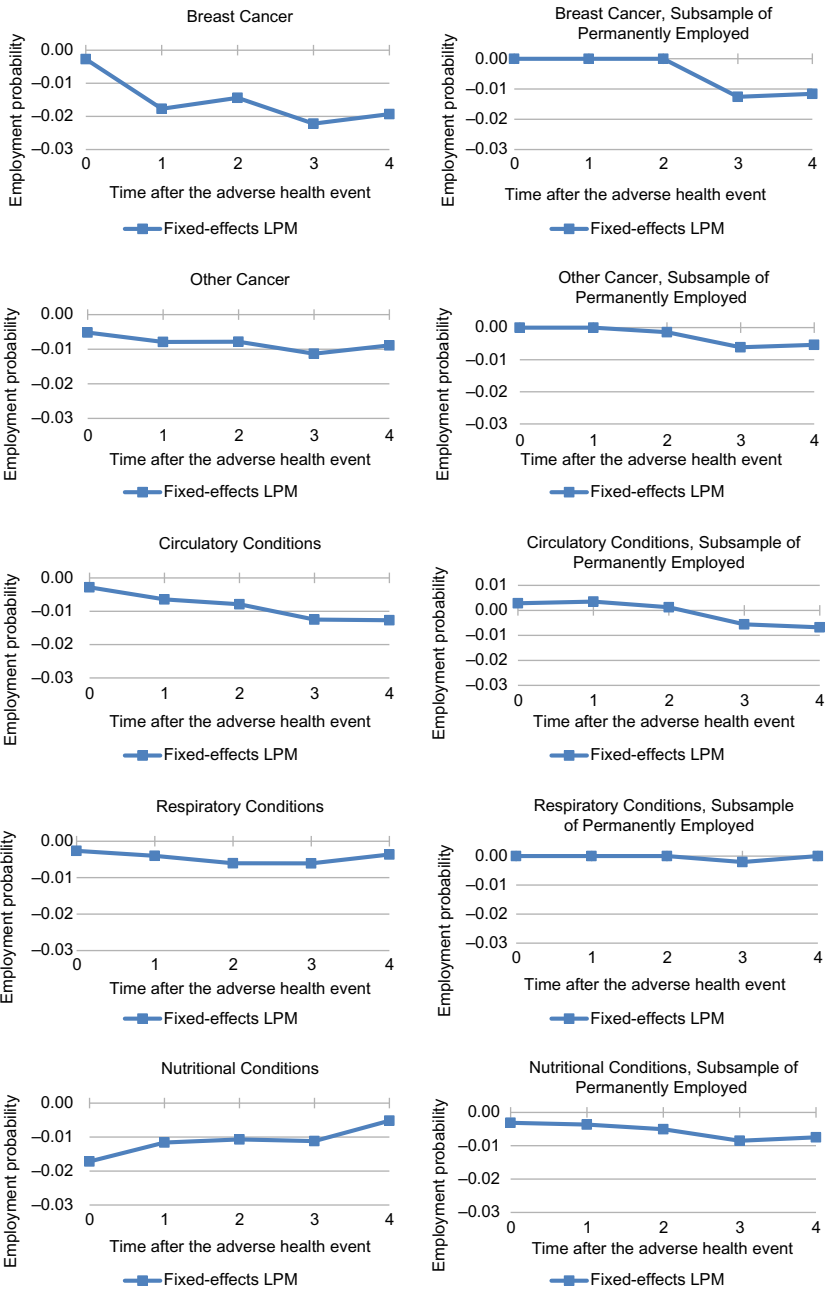 Breast Cancer
Employment probability
0.00
–0.01
–0.02
–0.03
0 1 2 3 4
Time after the adverse health event
Fixed-effects LPM
Breast Cancer, Subsample of
Permanently Employed
Employment probability
0.00
–0.01
–0.02
–0.03
0 1 2 3 4
Time after the adverse health event
Fixed-effects LPM
Other Cancer
Employment probability
0.00
–0.01
–0.02
–0.03
0 1 2 3 4
Time after the adverse health event
Fixed-effects LPM
Other Cancer, Subsample of
Permanently Employed
Employment probability
0.00
–0.01
–0.02
–0.03
0 1 2 3 4
Time after the adverse health event
Fixed-effects LPM
Circulatory Conditions
Employment probability
0.00
–0.01
–0.02
–0.03
0 1 2 3 4
Time after the adverse health event
Fixed-effects LPM
Circulatory Conditions, Subsample of
Permanently Employed
Employment probability
0.01
0.00
–0.01
–0.02
–0.03
0 1 2 3 4
Time after the adverse health event
Fixed-effects LPM
Respiratory Conditions
Employment probability
0.00
–0.01
–0.02
–0.03
0 1 2 3 4
Time after the adverse health event
Fixed-effects LPM
Respiratory Conditions, Subsample
of Permanently Employed
Employment probability
0.00
–0.01
–0.02
–0.03
0 1 2 3 4
Time after the adverse health event
Fixed-effects LPM
Nutritional Conditions
Employment probability
0.00
–0.01
–0.02
–0.03
0 1 2 3 4
Time after the adverse health event
Fixed-effects LPM
Nutritional Conditions, Subsample of
Permanently Employed
Employment probability
0.00
–0.01
–0.02
–0.03
0 1 2 3 4
Time after the adverse health event
Fixed-effects LPM